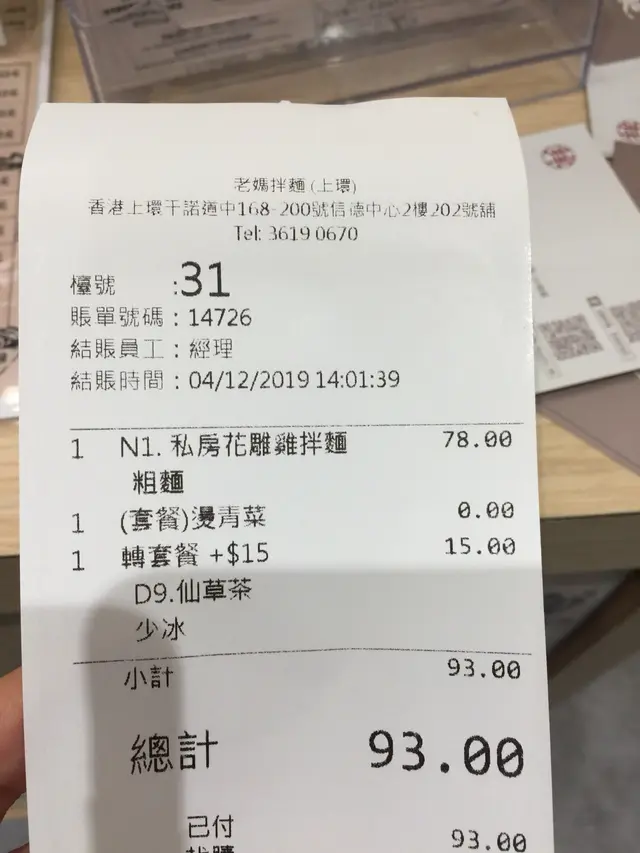 老媽拌麵 (上環)
香港上環干諾道中168-200號信德中心2樓202號舖
Tel: 3619 0670
檯號 :31
賬單號碼 : 14726
結賬員工 : 經理
結賬時間 : 04/12/2019 14:01:39
1 N1. 私房花雕雞拌麵 78.00
粗麵
1 (套餐)燙青菜 0.00
1 轉套餐 +$15 15.00
D9.仙草茶
少冰
小計 93.00
總計 93.00
已付 93.00